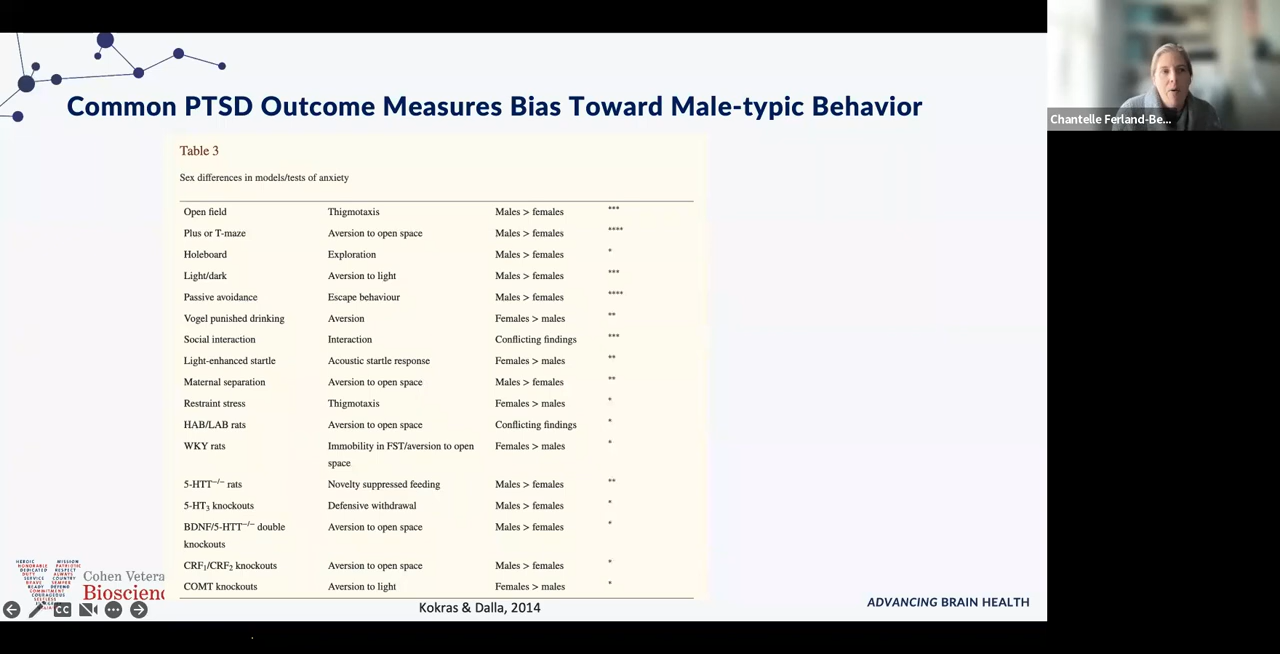 Common PTSD Outcome Measures Bias Toward Male-typic Behavior
Chantelle Ferland-Be...
Table 3
Sex differences in models/tests of anxiety
Open field Thigmotaxis Males > females ***
Plus or T-maze Aversion to open space Males > females ****
Holeboard Exploration Males > females *
Light/dark Aversion to light Males > females ***
Passive avoidance Escape behaviour Males > females ****
Vogel punished drinking Aversion Females > males **
Social interaction Interaction Conflicting findings ***
Light-enhanced startle Acoustic startle response Females > males **
Maternal separation Aversion to open space Males > females **
Restraint stress Thigmotaxis Females > males *
HAB/LAB rats Aversion to open space Conflicting findings *
WKY rats Immobility in FST/aversion to open Females > males *
space
5-HTT−/− rats Novelty suppressed feeding Males > females **
5-HT3 knockouts Defensive withdrawal Males > females *
BDNF/5-HTT−/− double Aversion to open space Males > females *
knockouts
CRF1/CRF2 knockouts Aversion to open space Males > females *
COMT knockouts Aversion to light Females > males *
Cohen Vetera
Bioscienc
CC
Kokras & Dalla, 2014
ADVANCING BRAIN HEALTH